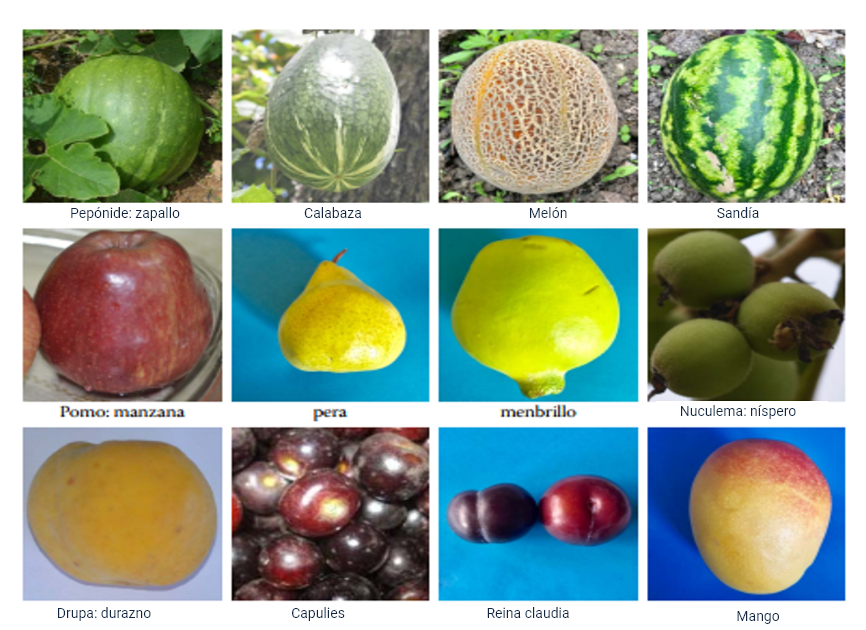 Pepónide: zapallo
Calabaza
Melón
Sandía
Pomo: manzana
pera
menbrillo
Nuculema: níspero
Drupa: durazno
Capulies
Reina claudia
Mango